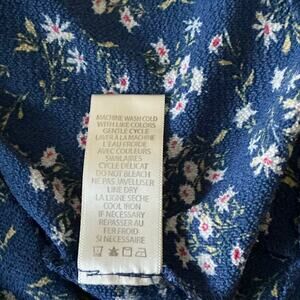 MACHINE WASH COLD
WITH LIKE COLORS
GENTLE CYCLE
LAVER À LA MACHINE
L'EAU FROIDE
AVEC COULEURS
SIMILAIRES
CYCLE DÉLICAT
DO NOT BLEACH
NE PAS JAVELLISER
LINE DRY
LA LIGNE SÈCHE
COOL IRON
IF NECESSARY
REPASSER AU
FER FROID
SI NÉCESSAIRE